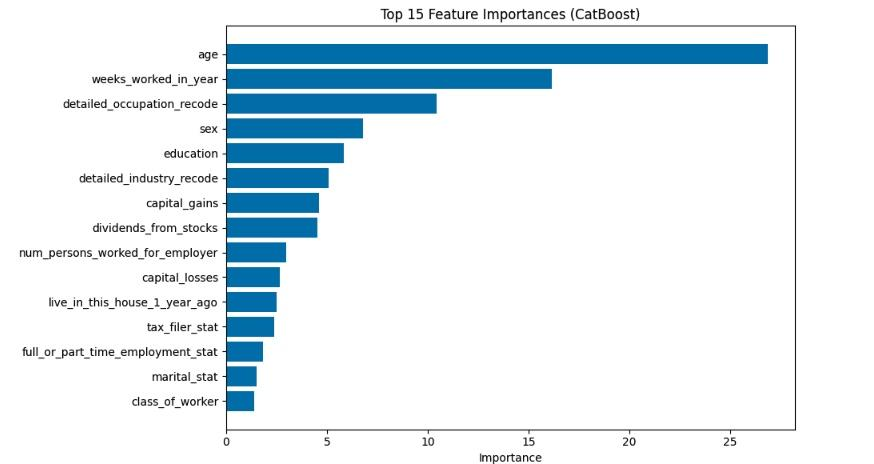 Top 15 Feature Importances (CatBoost)
age
weeks_worked_in_year
detailed_occupation_recode
sex
education
detailed_industry_recode
capital_gains
dividends_from_stocks
num_persons_worked_for_employer
capital_losses
live_in_this_house_1_year_ago
tax_filer_stat
full_or_part_time_employment_stat
marital_stat
class_of_worker
0 5 10 15 20 25
Importance